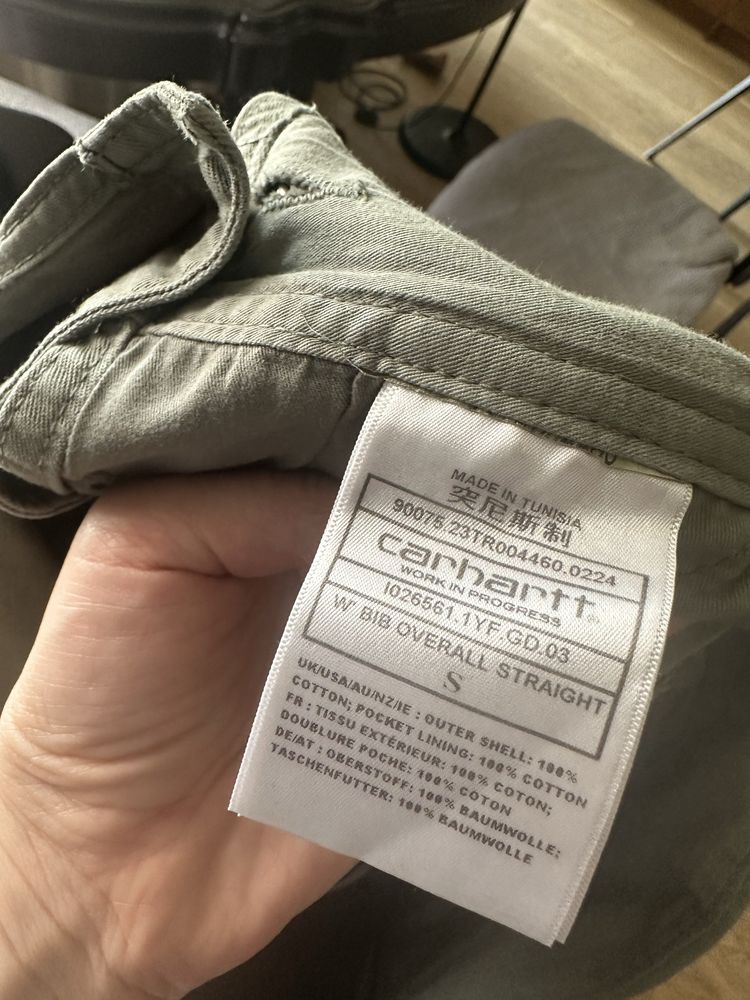 MADE IN TUNISIA
突尼斯制
90075.23TR004460.0224
carhartt®
WORK IN PROGRESS
I026561.1YF.GD.03
W' BIB OVERALL STRAIGHT
S
UK/USA/AU/NZ/IE : OUTER SHELL: 100%
COTTON; POCKET LINING: 100% COTTON
FR : TISSU EXTÉRIEUR: 100% COTON;
DOUBLURE POCHE: 100% COTON
DE/AT : OBERSTOFF: 100% BAUMWOLLE;
TASCHENFUTTER: 100% BAUMWOLLE